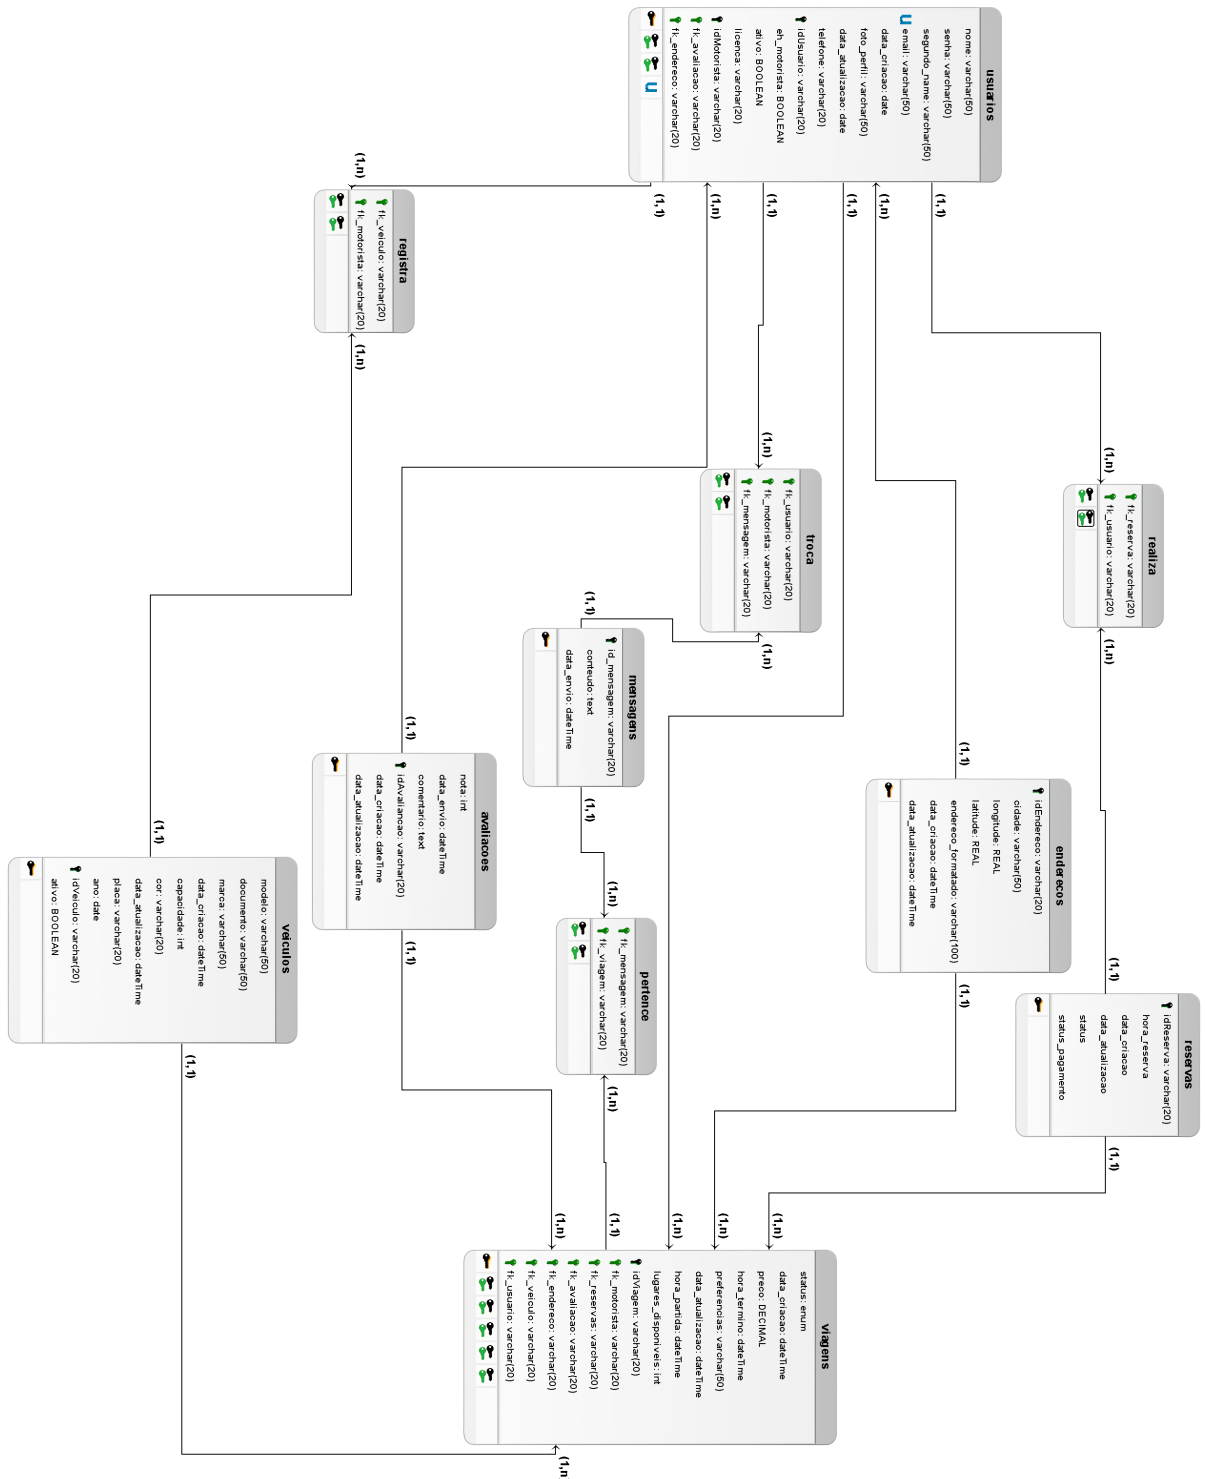 usuarios
nome: varchar(50)
senha: varchar(50)
segundo_name: varchar(50)
email: varchar(50)
data_criacao: date
foto_perfil: varchar(50)
data_atualizacao: date
telefone: varchar(20)
idUsuario: varchar(20)
eh_motorista: BOOLEAN
ativo: BOOLEAN
licenca: varchar(20)
idMotorista: varchar(20)
fk_avaliacao: varchar(20)
fk_endereco: varchar(20)
(1,1)
(1,n)
(1,1)
(1,1)
(1,n)
(1,1)
(1,n)
registra
fk_veiculo: varchar(20)
fk_motorista: varchar(20)
(1,n)
(1,n)
troca
fk_usuario: varchar(20)
fk_motorista: varchar(20)
fk_mensagem: varchar(20)
(1,n)
(1,n)
realiza
fk_reserva: varchar(20)
fk_usuario: varchar(20)
(1,n)
(1,1)
mensagens
id_mensagem: varchar(20)
conteudo: text
data_envio: dateTime
(1,1)
(1,1)
avaliacoes
nota: int
data_envio: dateTime
comentario: text
idAvaliancao: varchar(20)
data_criacao: dateTime
data_atualizacao: dateTime
(1,1)
(1,1)
enderecos
idEndereco: varchar(20)
cidade: varchar(50)
longitude: REAL
latitude: REAL
endereco_formatado: varchar(100)
data_criacao: dateTime
data_atualizacao: dateTime
(1,1)
(1,1)
veiculos
modelo: varchar(50)
documento: varchar(50)
marca: varchar(50)
data_criacao: dateTime
capacidade: int
cor: varchar(20)
data_atualizacao: dateTime
placa: varchar(20)
ano: date
idVeiculo: varchar(20)
ativo: BOOLEAN
(1,1)
(1,n)
pertence
fk_mensagem: varchar(20)
fk_viagem: varchar(20)
(1,n)
(1,1)
reservas
idReserva: varchar(20)
hora_reserva
data_criacao
data_atualizacao
status
status_pagamento
(1,1)
(1,n)
(1,n)
(1,n)
(1,1)
(1,n)
viagens
status: enum
data_criacao: dateTime
preco: DECIMAL
hora_termino: dateTime
preferencias: varchar(50)
data_atualizacao: dateTime
hora_partida: dateTime
lugares_disponiveis: int
idViagem: varchar(20)
fk_motorista: varchar(20)
fk_reservas: varchar(20)
fk_avaliacao: varchar(20)
fk_endereco: varchar(20)
fk_veiculo: varchar(20)
fk_usuario: varchar(20)
(1,n